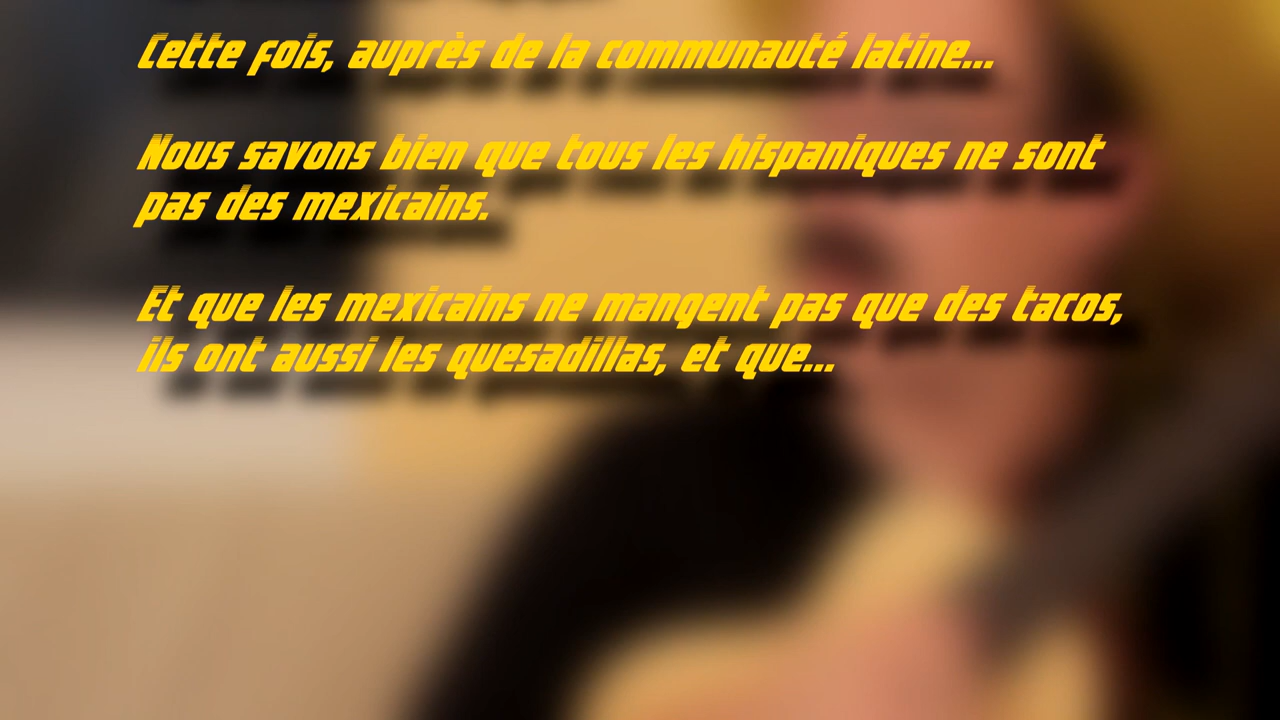 Cette fois, auprès de la communauté latine...
Nous savons bien que tous les hispaniques ne sont
pas des mexicains.
Et que les mexicains ne mangent pas que des tacos,
ils ont aussi les quesadillas, et que...